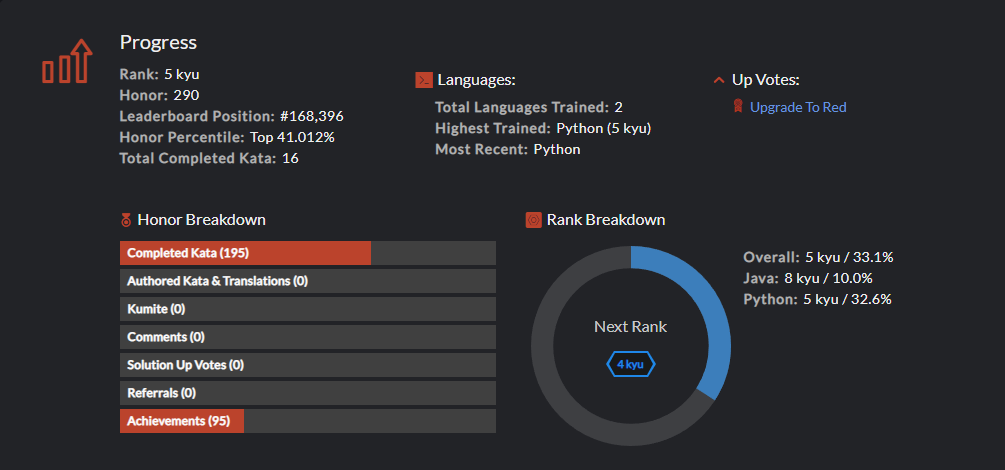 Progress
Rank: 5 kyu
Honor: 290
Leaderboard Position: #168,396
Honor Percentile: Top 41.012%
Total Completed Kata: 16
Languages:
Total Languages Trained: 2
Highest Trained: Python (5 kyu)
Most Recent: Python
Up Votes:
Upgrade To Red
Honor Breakdown
Completed Kata (195)
Authored Kata & Translations (0)
Kumite (0)
Comments (0)
Solution Up Votes (0)
Referrals (0)
Achievements (95)
Rank Breakdown
Next Rank
4 kyu
Overall: 5 kyu / 33.1%
Java: 8 kyu / 10.0%
Python: 5 kyu / 32.6%